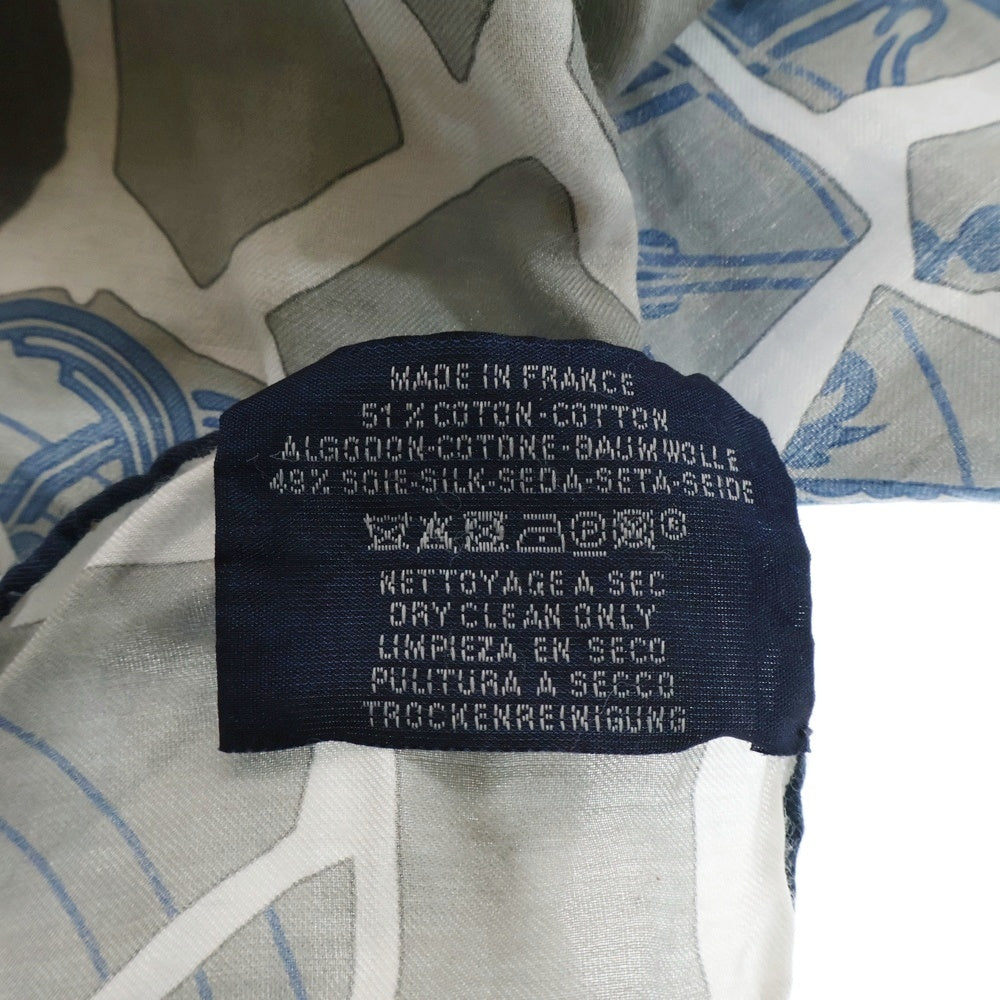 MADE IN FRANCE
51% COTON-COTTON
ALGODON-COTONE-BAUMWOLLE
49% SOIE-SILK-SEDA-SETA-SEIDE
P
NETTOYAGE A SEC
DRY CLEAN ONLY
LIMPIEZA EN SECO
PULITURA A SECCO
TROCKENREINIGUNG